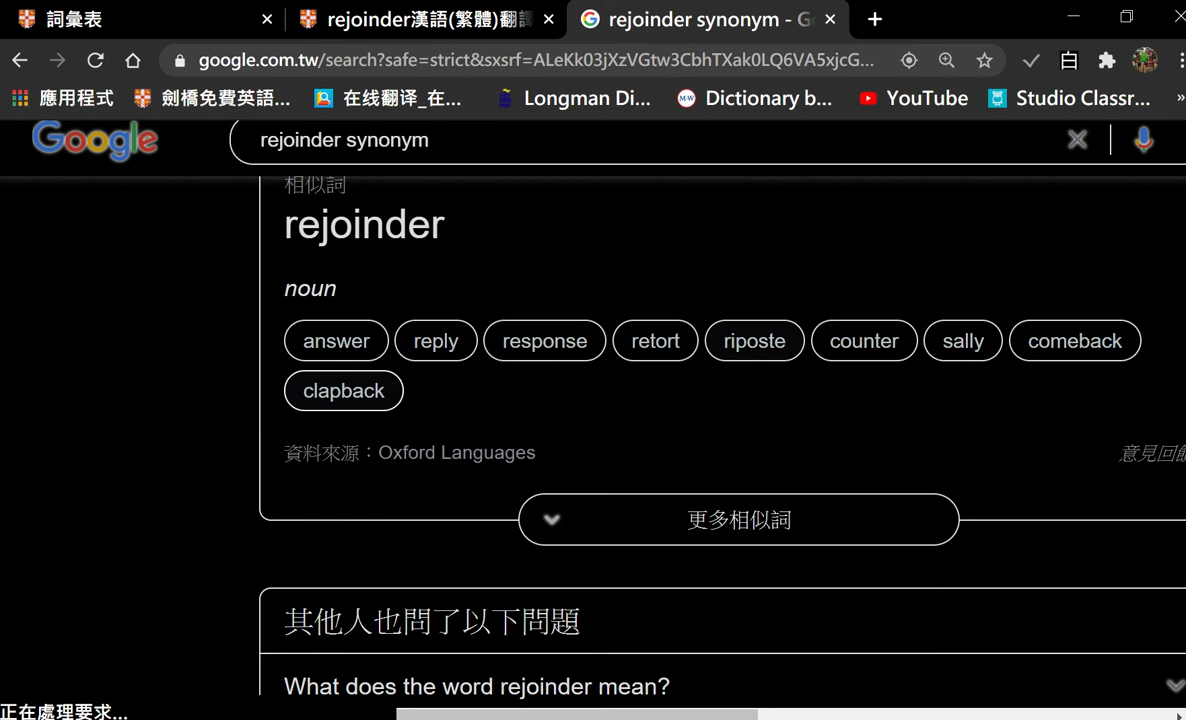 詞彙表
rejoinder漢語(繁體)翻
rejoinder synonym - G
google.com.tw/search?safe=strict&sxsrf=ALeKk03jXzVGtw3CbhTXak0LQ6VA5xjcG...
白
應用程式 劍橋免費英語... 在线翻译_在... Longman Di... M-W Dictionary b... YouTube Studio Classr... »
Google rejoinder synonym
相似詞
rejoinder
noun
answer reply response retort riposte counter sally comeback
clapback
資料來源：Oxford Languages 意見回
更多相似詞
其他人也問了以下問題
What does the word rejoinder mean?
正在處理要求...